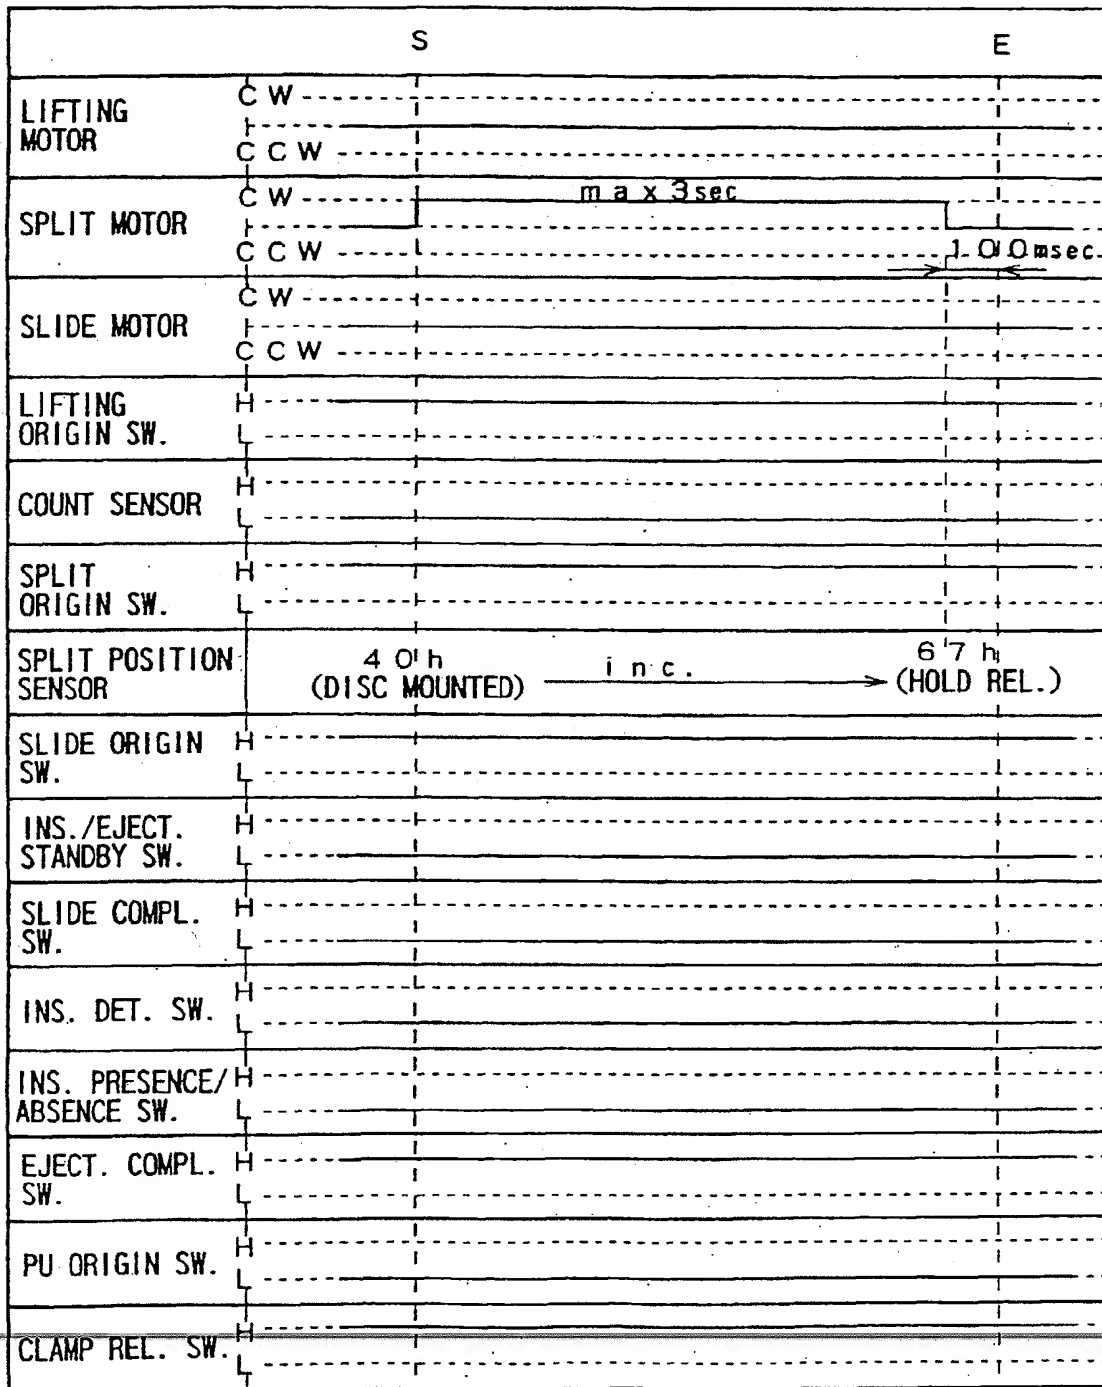 S E
LIFTING MOTOR
CW
CCW
SPLIT MOTOR
CW
max 3sec
CCW
100msec
SLIDE MOTOR
CW
CCW
LIFTING ORIGIN SW.
H
L
COUNT SENSOR
H
L
SPLIT ORIGIN SW.
H
L
SPLIT POSITION SENSOR
40h (DISC MOUNTED)
inc.
67h (HOLD REL.)
SLIDE ORIGIN SW.
H
L
INS./EJECT. STANDBY SW.
H
L
SLIDE COMPL. SW.
H
L
INS. DET. SW.
H
L
INS. PRESENCE/ ABSENCE SW.
H
L
EJECT. COMPL. SW.
H
L
PU ORIGIN SW.
H
L
CLAMP REL. SW.
H
L